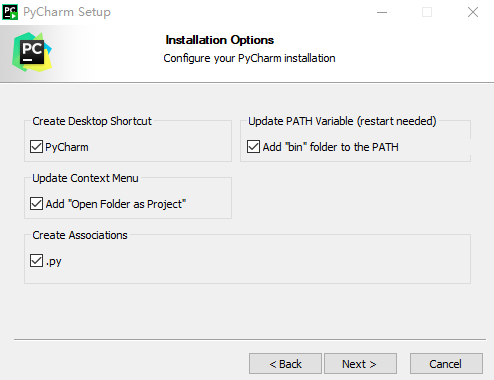 PyCharm Setup
PC
Installation Options
Configure your PyCharm installation
Create Desktop Shortcut
PyCharm
Update PATH Variable (restart needed)
Add "bin" folder to the PATH
Update Context Menu
Add "Open Folder as Project"
Create Associations
.py
< Back
Next >
Cancel